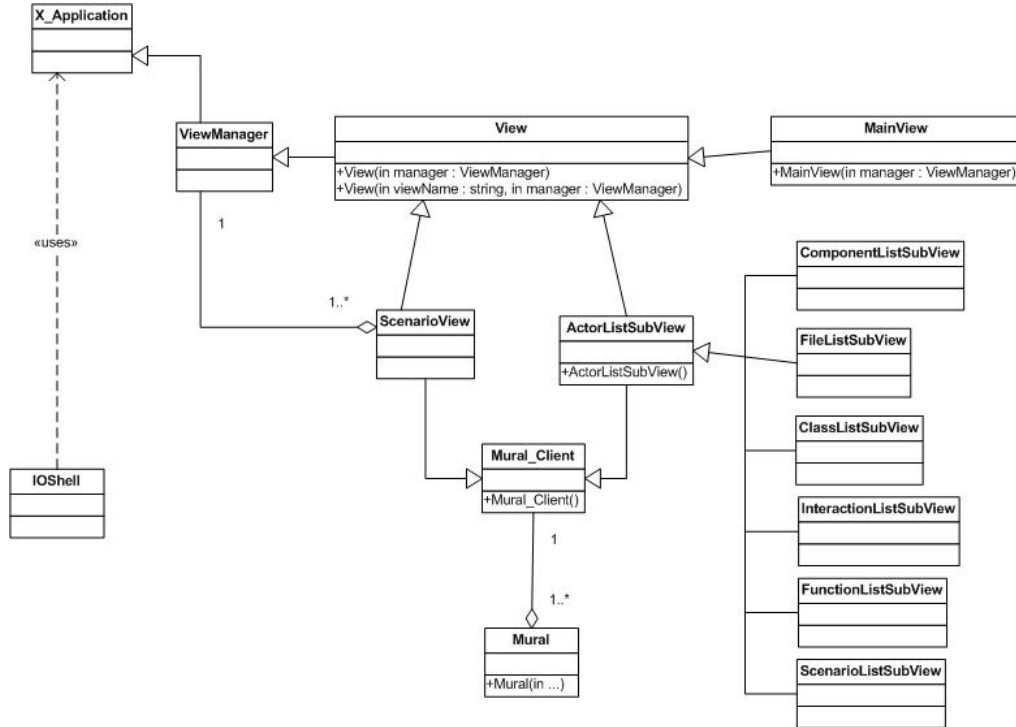 X_Application
ViewManager
View
+View(in manager : ViewManager)
+View(in viewName : string, in manager : ViewManager)
MainView
+MainView(in manager : ViewManager)
1
«uses»
1..*
ScenarioView
ActorListSubView
+ActorListSubView()
ComponentListSubView
FileListSubView
ClassListSubView
Mural_Client
+Mural_Client()
IOShell
InteractionListSubView
1
1..*
FunctionListSubView
Mural
+Mural(in ...)
ScenarioListSubView